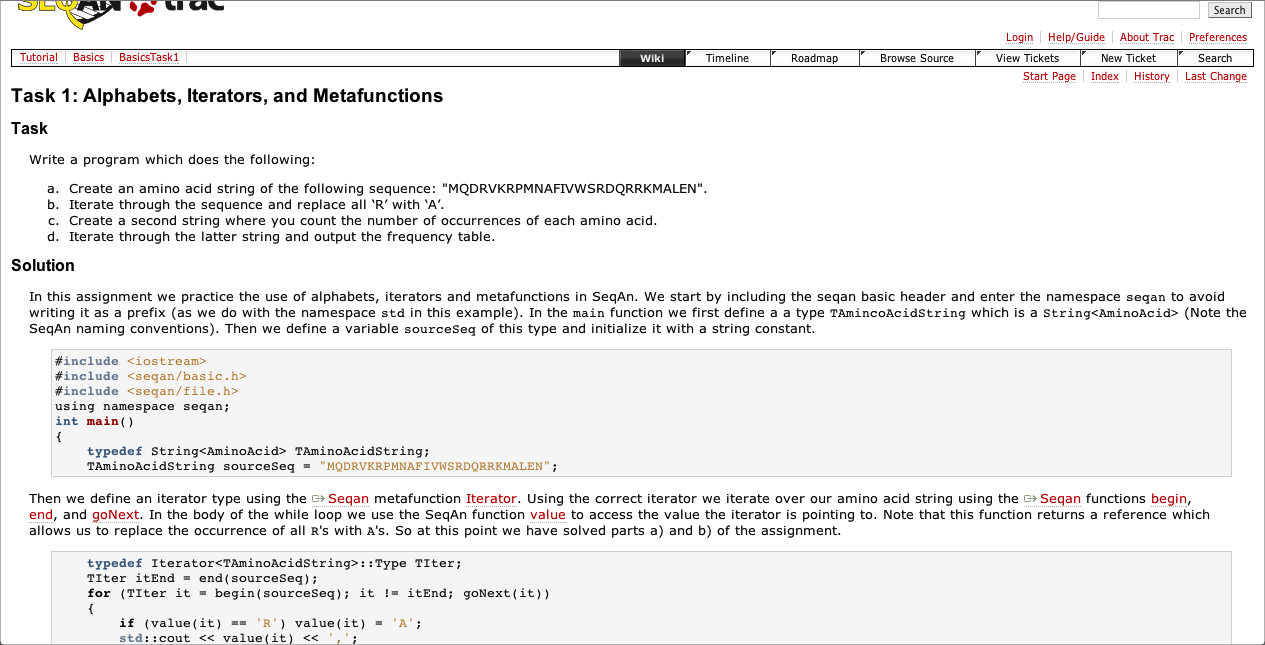 SEQAN trac
Search
Login Help/Guide About Trac Preferences
Tutorial Basics BasicsTask1 Wiki Timeline Roadmap Browse Source View Tickets New Ticket Search
Start Page Index History Last Change
Task 1: Alphabets, Iterators, and Metafunctions
Task
Write a program which does the following:
a. Create an amino acid string of the following sequence: "MQDRVKRPMNAFIVWSRDQRRKMALEN".
b. Iterate through the sequence and replace all ‘R’ with ‘A’.
c. Create a second string where you count the number of occurrences of each amino acid.
d. Iterate through the latter string and output the frequency table.
Solution
In this assignment we practice the use of alphabets, iterators and metafunctions in SeqAn. We start by including the seqan basic header and enter the namespace seqan to avoid
writing it as a prefix (as we do with the namespace std in this example). In the main function we first define a a type TAmincoAcidString which is a String<AminoAcid> (Note the
SeqAn naming conventions). Then we define a variable sourceSeq of this type and initialize it with a string constant.
#include <iostream>
#include <seqan/basic.h>
#include <seqan/file.h>
using namespace seqan;
int main()
{
typedef String<AminoAcid> TAminoAcidString;
TAminoAcidString sourceSeq = "MQDRVKRPMNAFIVWSRDQRRKMALEN";
Then we define an iterator type using the Seqan metafunction Iterator. Using the correct iterator we iterate over our amino acid string using the Seqan functions begin,
end, and goNext. In the body of the while loop we use the SeqAn function value to access the value the iterator is pointing to. Note that this function returns a reference which
allows us to replace the occurrence of all R's with A's. So at this point we have solved parts a) and b) of the assignment.
typedef Iterator<TAminoAcidString>::Type TIter;
TIter itEnd = end(sourceSeq);
for (TIter it = begin(sourceSeq); it != itEnd; goNext(it))
{
if (value(it) == 'R') value(it) = 'A';
std::cout << value(it) << ',';